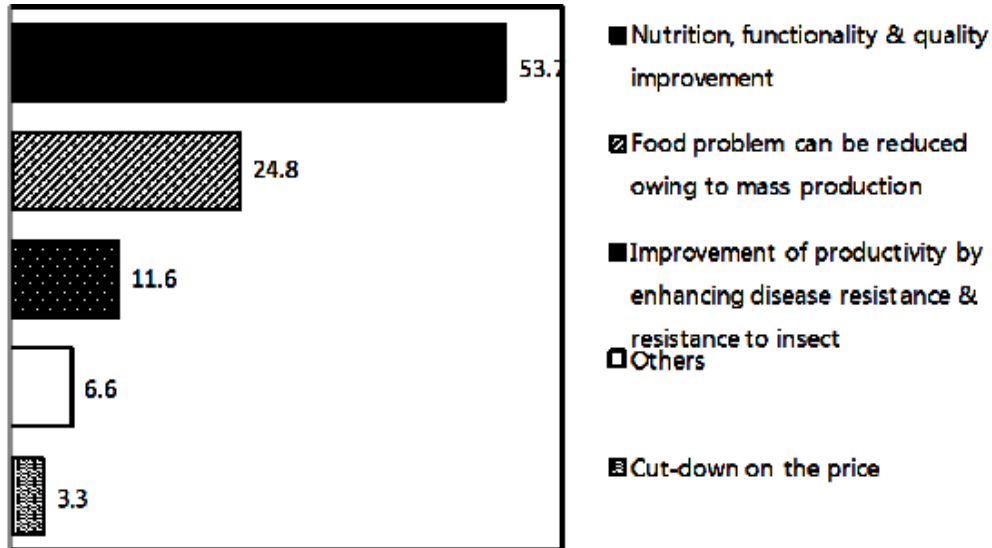 53.7
24.8
11.6
6.6
3.3
Nutrition, functionality & quality
improvement
Food problem can be reduced
owing to mass production
Improvement of productivity by
enhancing disease resistance &
resistance to insect
Others
Cut-down on the price